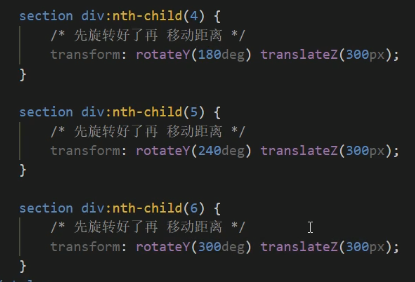 section div:nth-child(4) {
/* 先旋转好了再 移动距离 */
transform: rotateY(180deg) translateZ(300px);
}
section div:nth-child(5) {
/* 先旋转好了再 移动距离 */
transform: rotateY(240deg) translateZ(300px);
}
section div:nth-child(6) {
/* 先旋转好了再 移动距离 */
transform: rotateY(300deg) translateZ(300px);
}